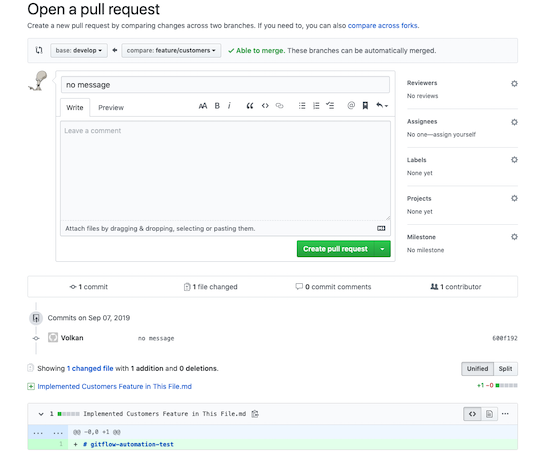 Open a pull request
Create a new pull request by comparing changes across two branches. If you need to, you can also compare across forks.
base: develop compare: feature/customers Able to merge. These branches can be automatically merged.
no message
Write Preview AA B i
Leave a comment
Attach files by dragging & dropping, selecting or pasting them.
Create pull request
Reviewers
No reviews
Assignees
No one—assign yourself
Labels
None yet
Projects
None yet
Milestone
No milestone
1 commit 1 file changed 0 commit comments 1 contributor
Commits on Sep 07, 2019
Volkan no message 600f192
Showing 1 changed file with 1 addition and 0 deletions. Unified Split
Implemented Customers Feature in This File.md +1 −0
1 Implemented Customers Feature in This File.md
... ... @@ -0,0 +1 @@
1 + # gitflow-automation-test